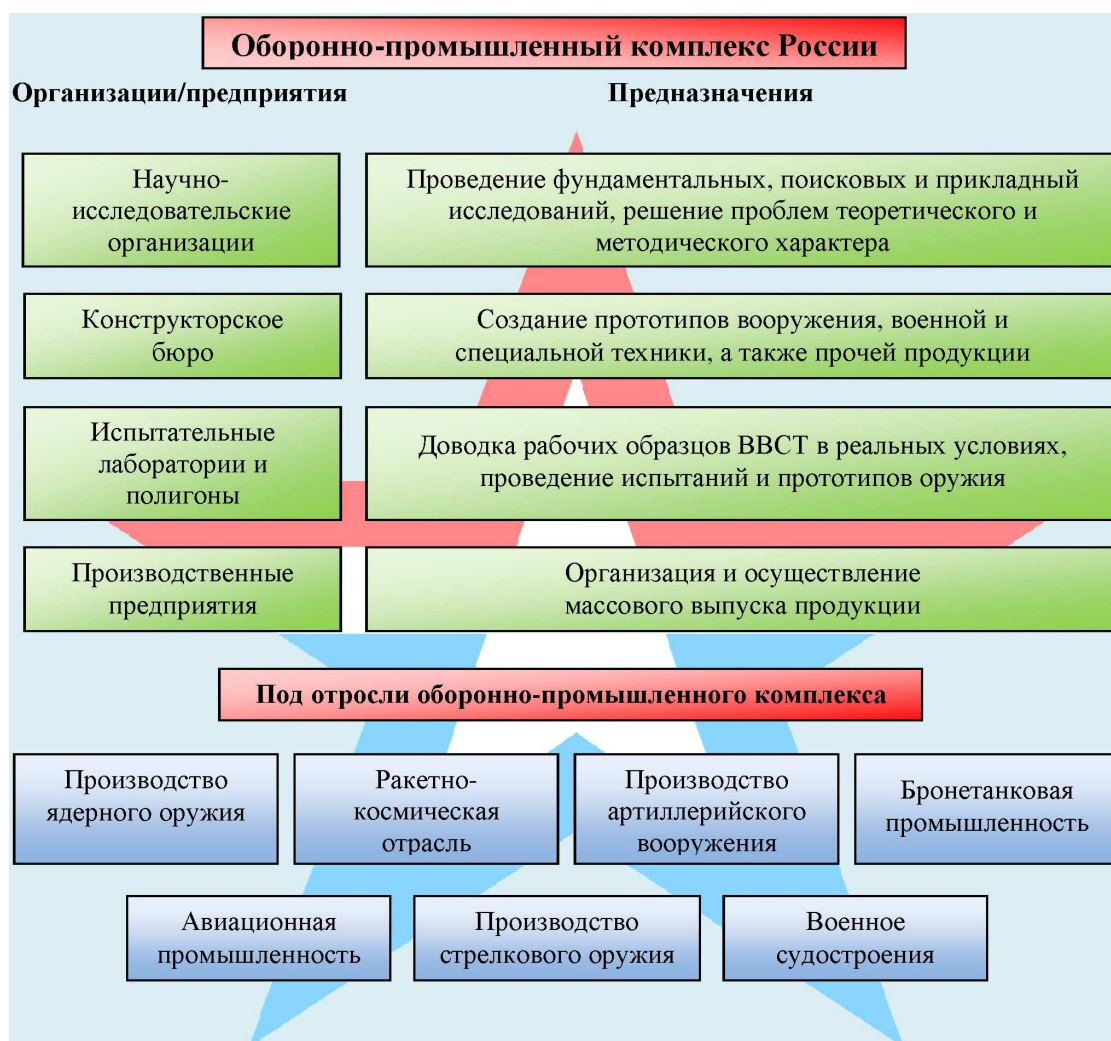 Оборонно-промышленный комплекс России
Организации/предприятия
Предназначения
Научно-
исследовательские
организации
Проведение фундаментальных, поисковых и прикладный
исследований, решение проблем теоретического и
методического характера
Конструкторское
бюро
Создание прототипов вооружения, военной и
специальной техники, а также прочей продукции
Испытательные
лаборатории и
полигоны
Доводка рабочих образцов ВВСТ в реальных условиях,
проведение испытаний и прототипов оружия
Производственные
предприятия
Организация и осуществление
массового выпуска продукции
Под отросли оборонно-промышленного комплекса
Производство
ядерного оружия
Ракетно-
космическая
отрасль
Производство
артиллерийского
вооружения
Бронетанковая
промышленность
Авиационная
промышленность
Производство
стрелкового оружия
Военное
судостроения